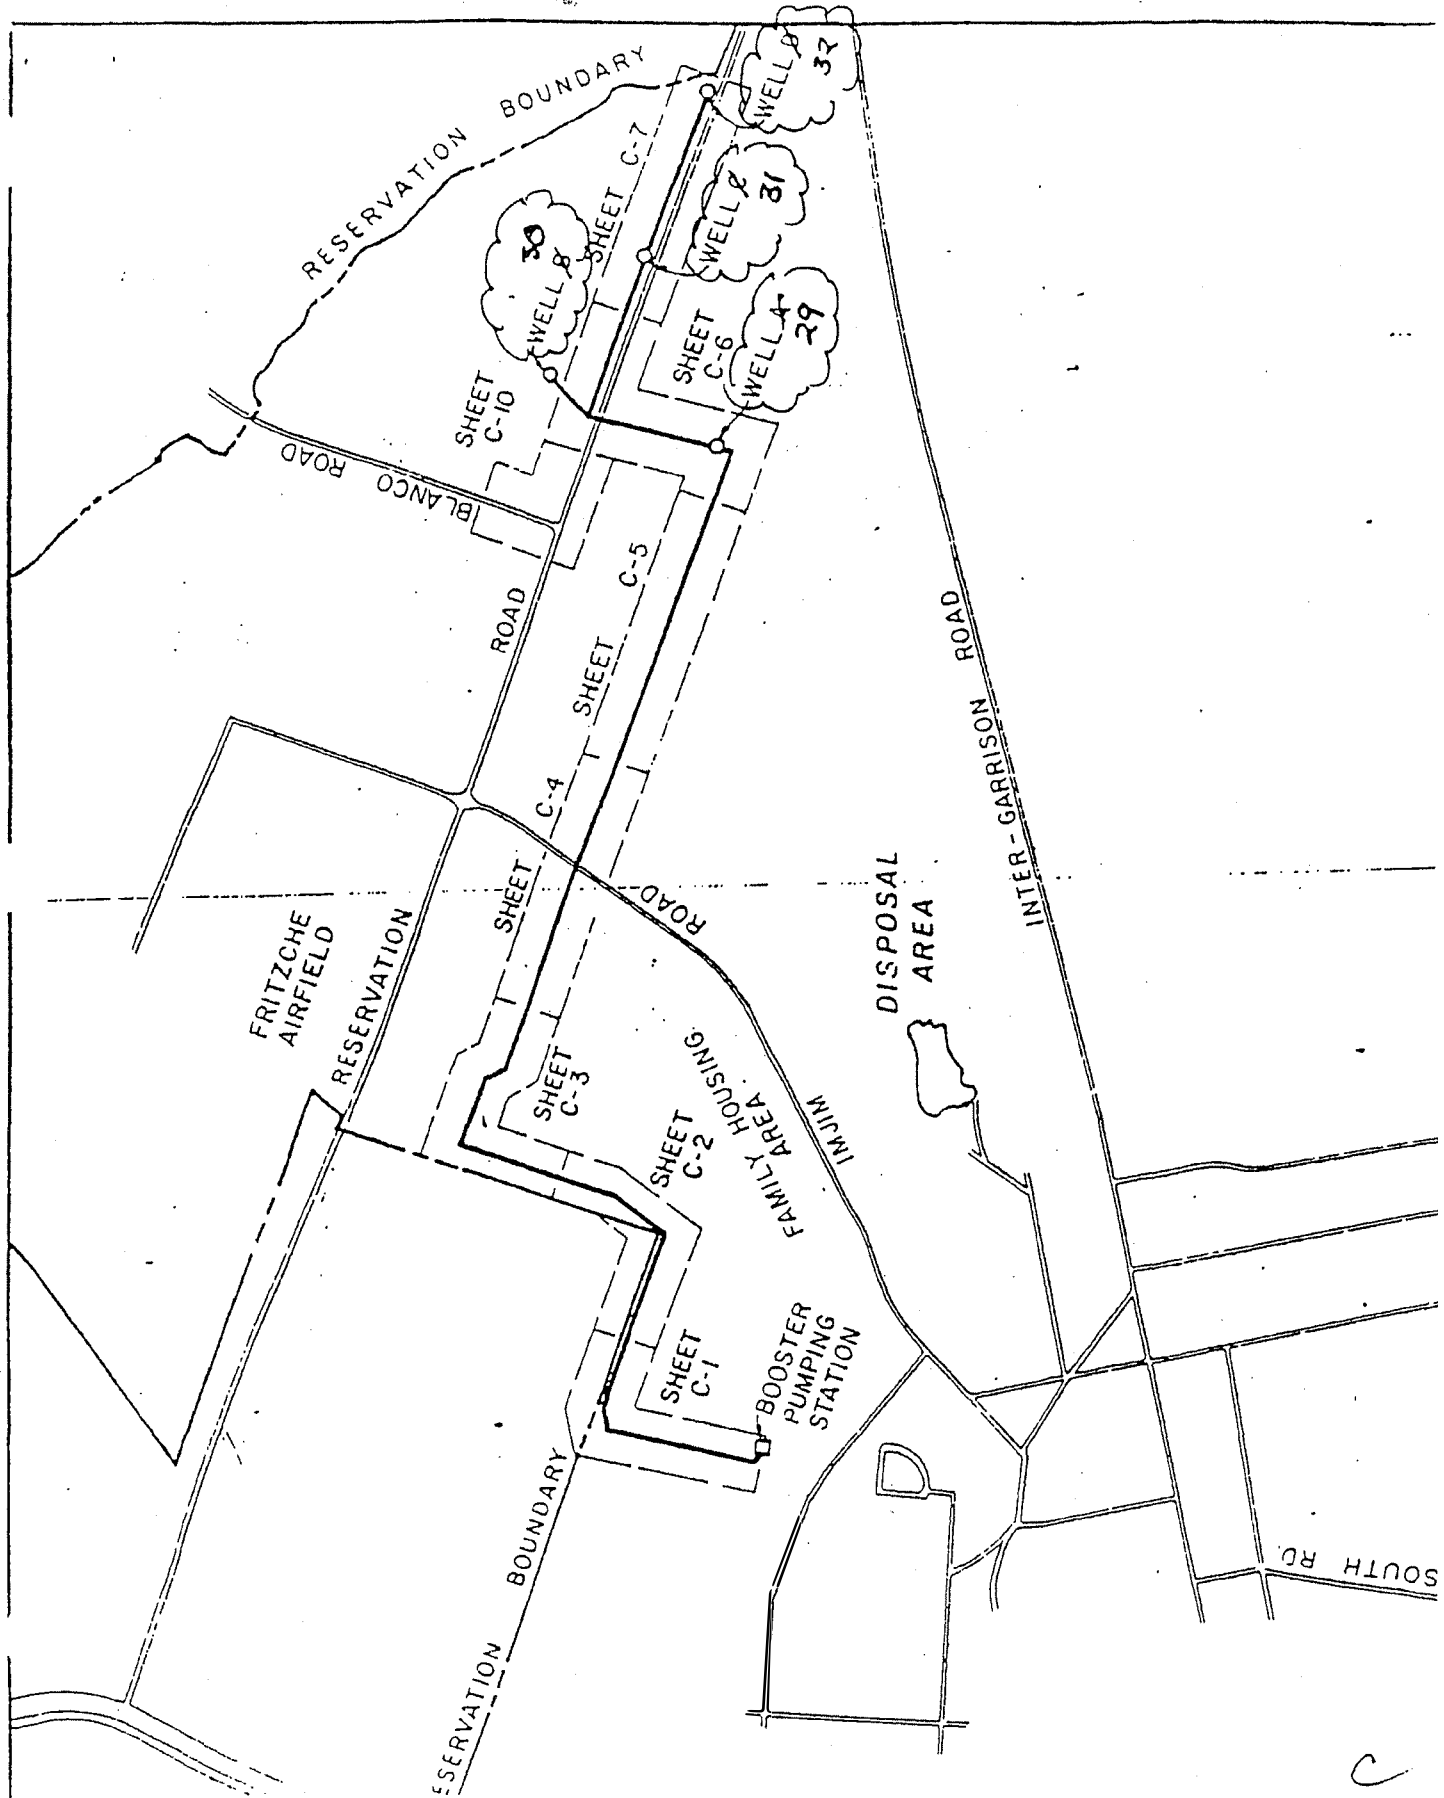 RESERVATION BOUNDARY
WELL
32
SHEET C-7
WELL
31
WELL
30
WELL A
29
SHEET
C-6
SHEET
C-10
BLANCO ROAD
SHEET C-5
ROAD
INTER-GARRISON ROAD
SHEET C-4
FRITZCHE
AIRFIELD
RESERVATION
IMJIM ROAD
DISPOSAL
AREA
SHEET
C-3
FAMILY HOUSING
AREA
SHEET
C-2
SHEET
C-1
BOOSTER
PUMPING
STATION
ESERVATION BOUNDARY
SOUTH RD.
C